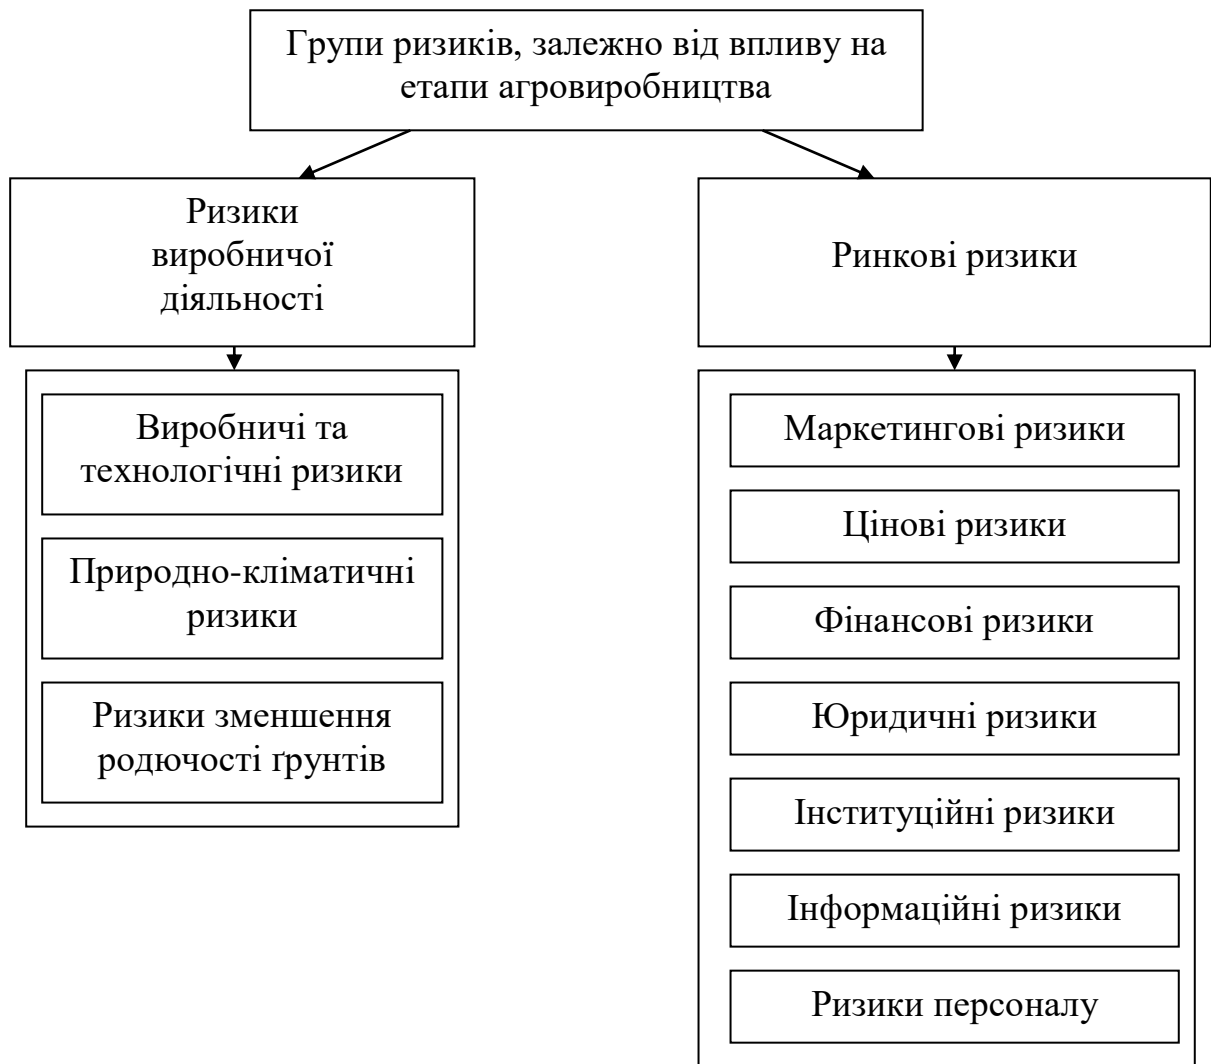 Групи ризиків, залежно від впливу на
етапи агровиробництва
Ризики
виробничої
діяльності
Виробничі та
технологічні ризики
Природно-кліматичні
ризики
Ризики зменшення
родючості ґрунтів
Ринкові ризики
Маркетингові ризики
Цінові ризики
Фінансові ризики
Юридичні ризики
Інституційні ризики
Інформаційні ризики
Ризики персоналу